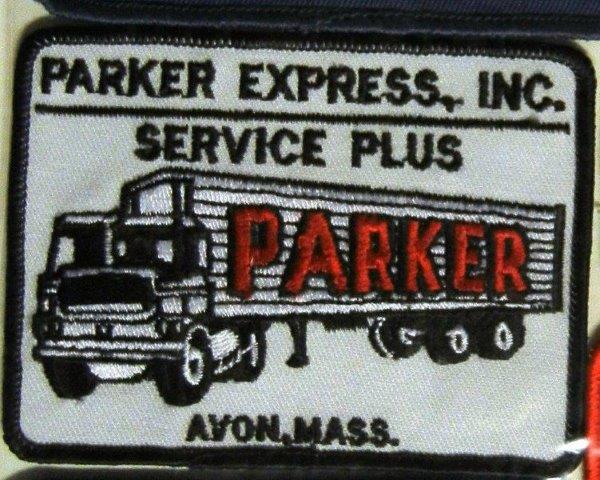 PARKER EXPRESS, INC.
SERVICE PLUS
PARKER
AVON, MASS.